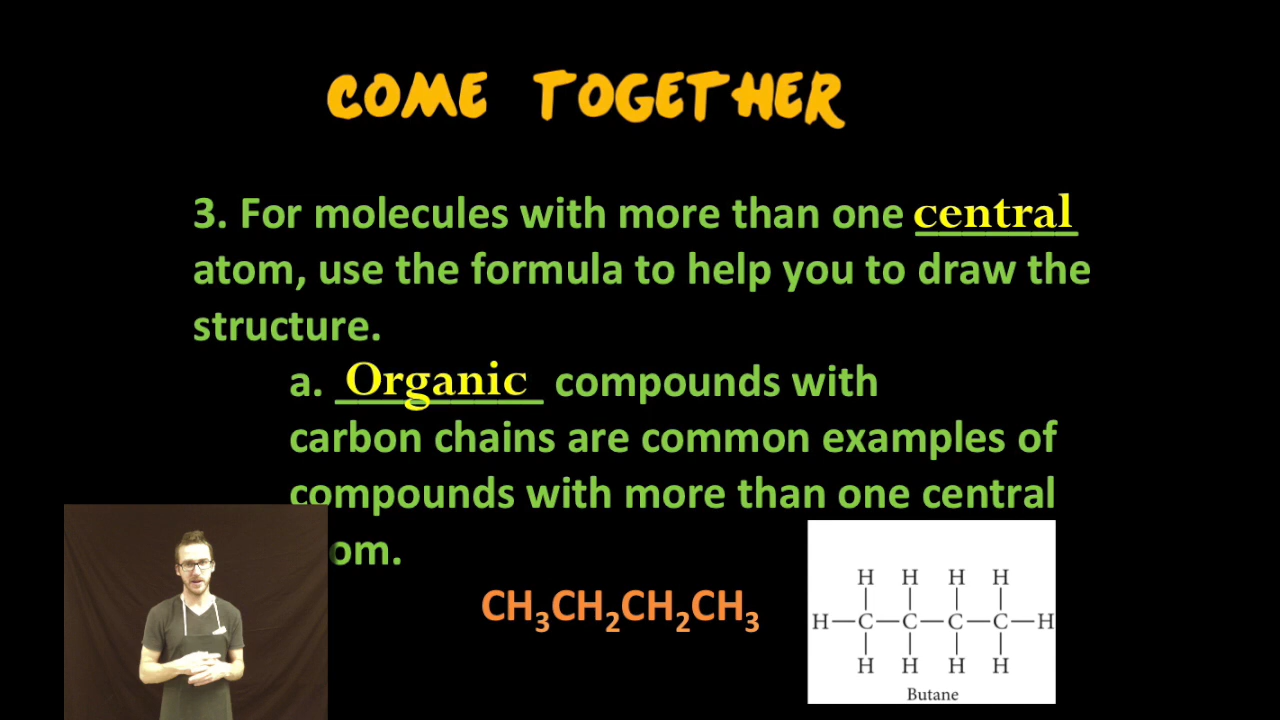 COME TOGETHER
3. For molecules with more than one central
atom, use the formula to help you to draw the
structure.
a. Organic compounds with
carbon chains are common examples of
compounds with more than one central
om.
CH₃CH₂CH₂CH₃
H H H H
H—C—C—C—C—H
H H H H
Butane